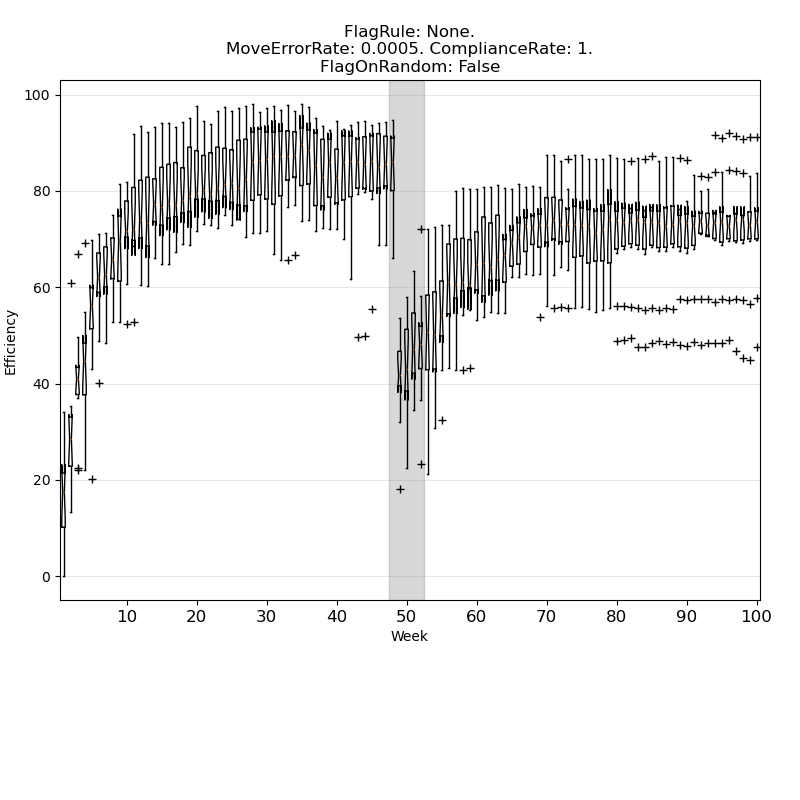 FlagRule: None.
MoveErrorRate: 0.0005. ComplianceRate: 1.
FlagOnRandom: False
100
80
60
40
20
0
Efficiency
10 20 30 40 50 60 70 80 90 100
Week